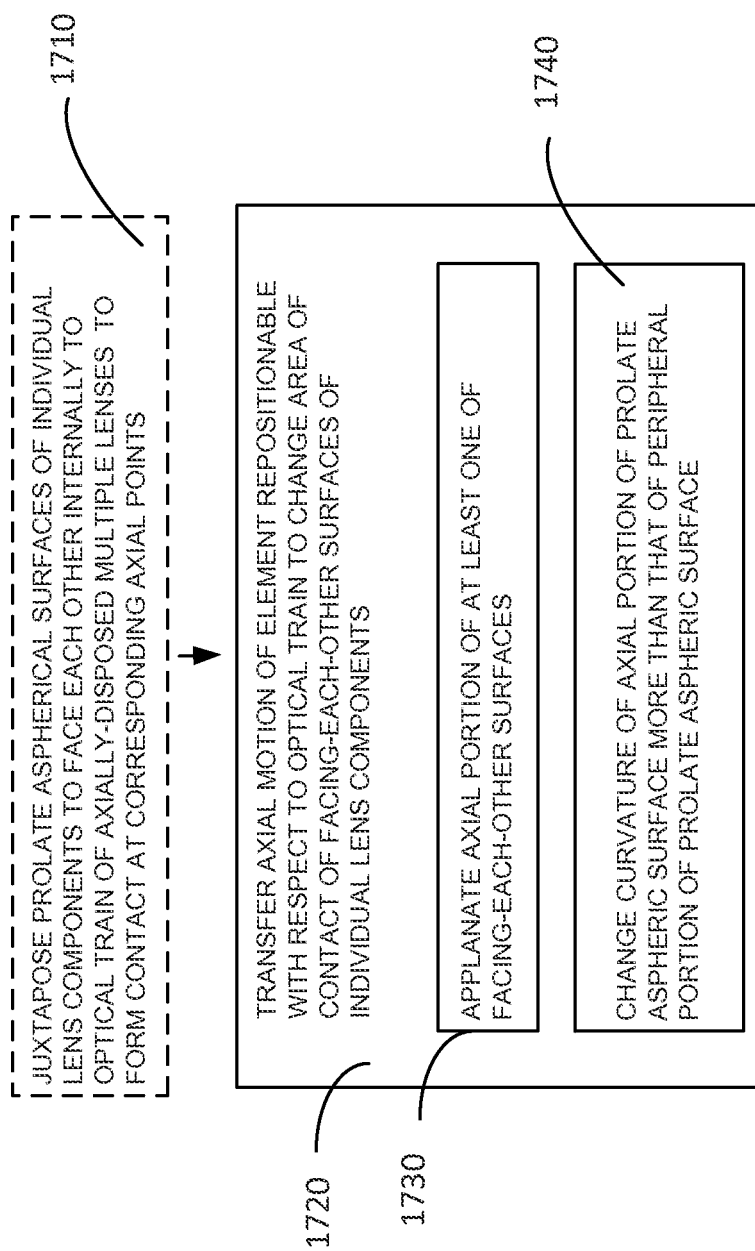 1710
JUXTAPOSE PROLATE ASPHERICAL SURFACES OF INDIVIDUAL
LENS COMPONENTS TO FACE EACH OTHER INTERNALLY TO
OPTICAL TRAIN OF AXIALLY-DISPOSED MULTIPLE LENSES TO
FORM CONTACT AT CORRESPONDING AXIAL POINTS
1720
TRANSFER AXIAL MOTION OF ELEMENT REPOSITIONABLE
WITH RESPECT TO OPTICAL TRAIN TO CHANGE AREA OF
CONTACT OF FACING-EACH-OTHER SURFACES OF
INDIVIDUAL LENS COMPONENTS
1730
APPLANATE AXIAL PORTION OF AT LEAST ONE OF
FACING-EACH-OTHER SURFACES
1740
CHANGE CURVATURE OF AXIAL PORTION OF PROLATE
ASPHERIC SURFACE MORE THAN THAT OF PERIPHERAL
PORTION OF PROLATE ASPHERIC SURFACE